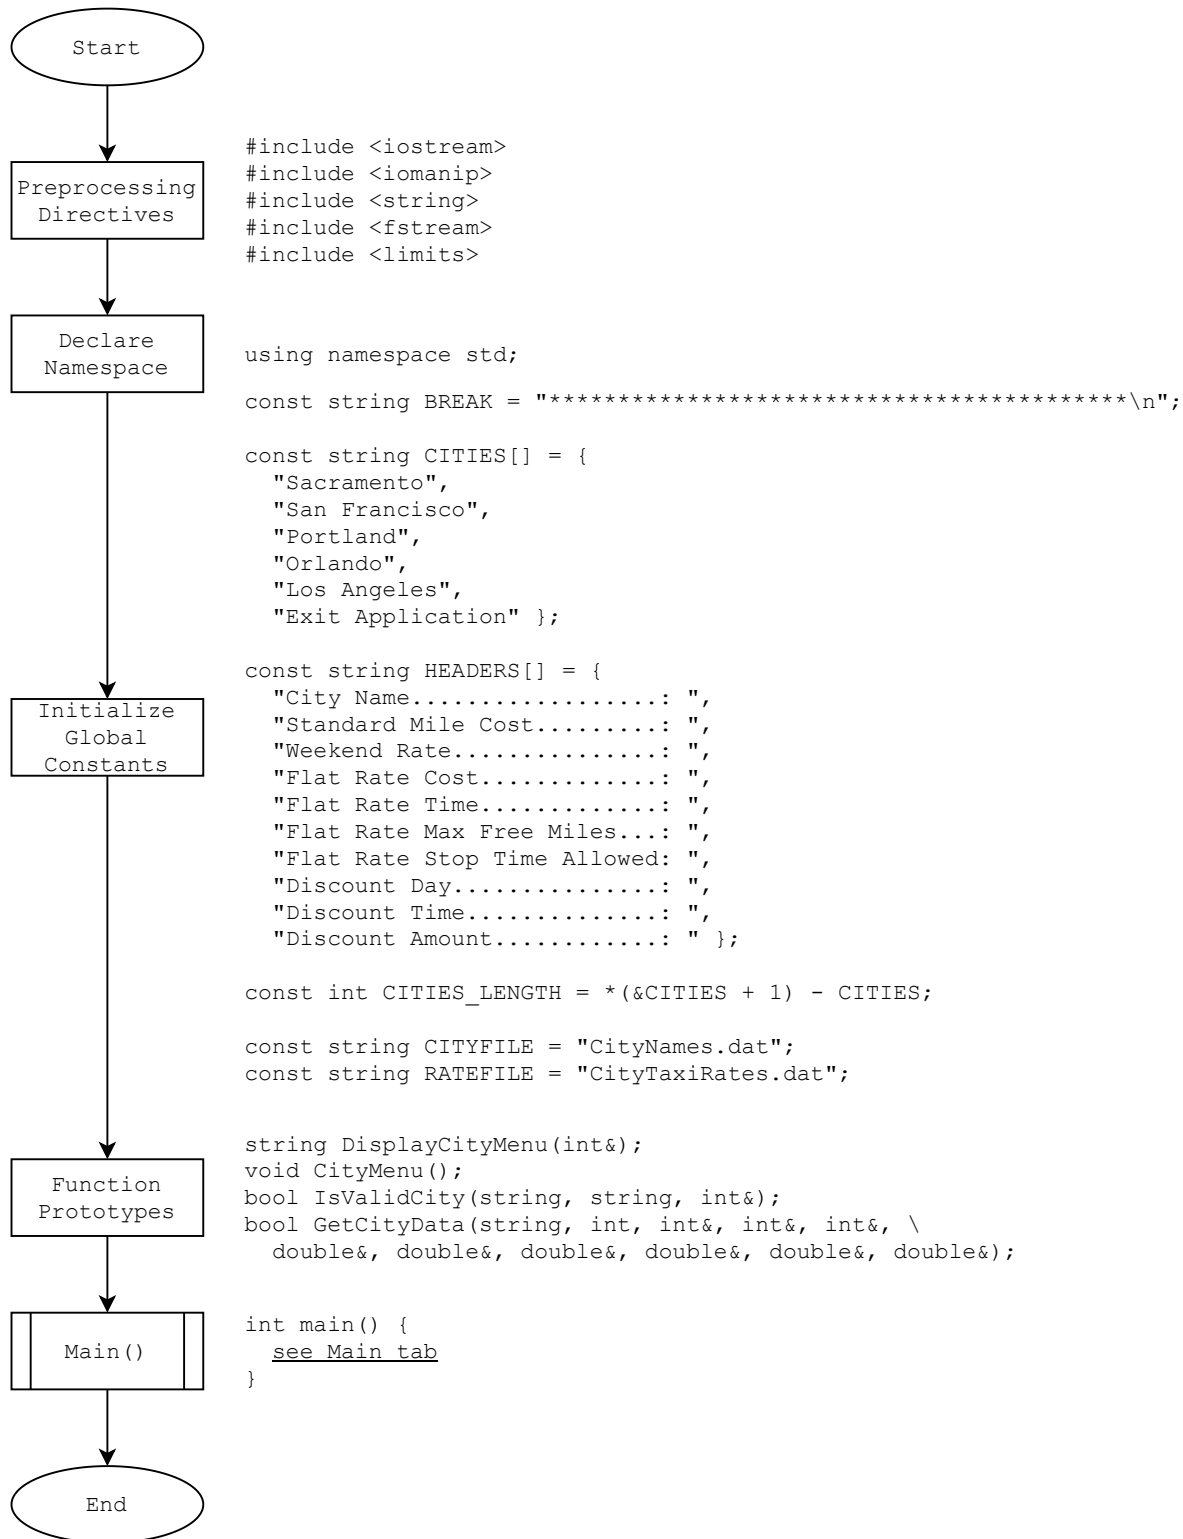 Start
Preprocessing
Directives
#include <iostream>
#include <iomanip>
#include <string>
#include <fstream>
#include <limits>
Declare
Namespace
using namespace std;
const string BREAK = "******************************************\n";
const string CITIES[] = {
"Sacramento",
"San Francisco",
"Portland",
"Orlando",
"Los Angeles",
"Exit Application" };
Initialize
Global
Constants
const string HEADERS[] = {
"City Name..................: ",
"Standard Mile Cost.........: ",
"Weekend Rate...............: ",
"Flat Rate Cost.............: ",
"Flat Rate Time.............: ",
"Flat Rate Max Free Miles...: ",
"Flat Rate Stop Time Allowed: ",
"Discount Day...............: ",
"Discount Time..............: ",
"Discount Amount............: " };
const int CITIES_LENGTH = *(&CITIES + 1) - CITIES;
const string CITYFILE = "CityNames.dat";
const string RATEFILE = "CityTaxiRates.dat";
Function
Prototypes
string DisplayCityMenu(int&);
void CityMenu();
bool IsValidCity(string, string, int&);
bool GetCityData(string, int, int&, int&, int&, \
double&, double&, double&, double&, double&, double&);
Main()
int main() {
see Main tab
}
End